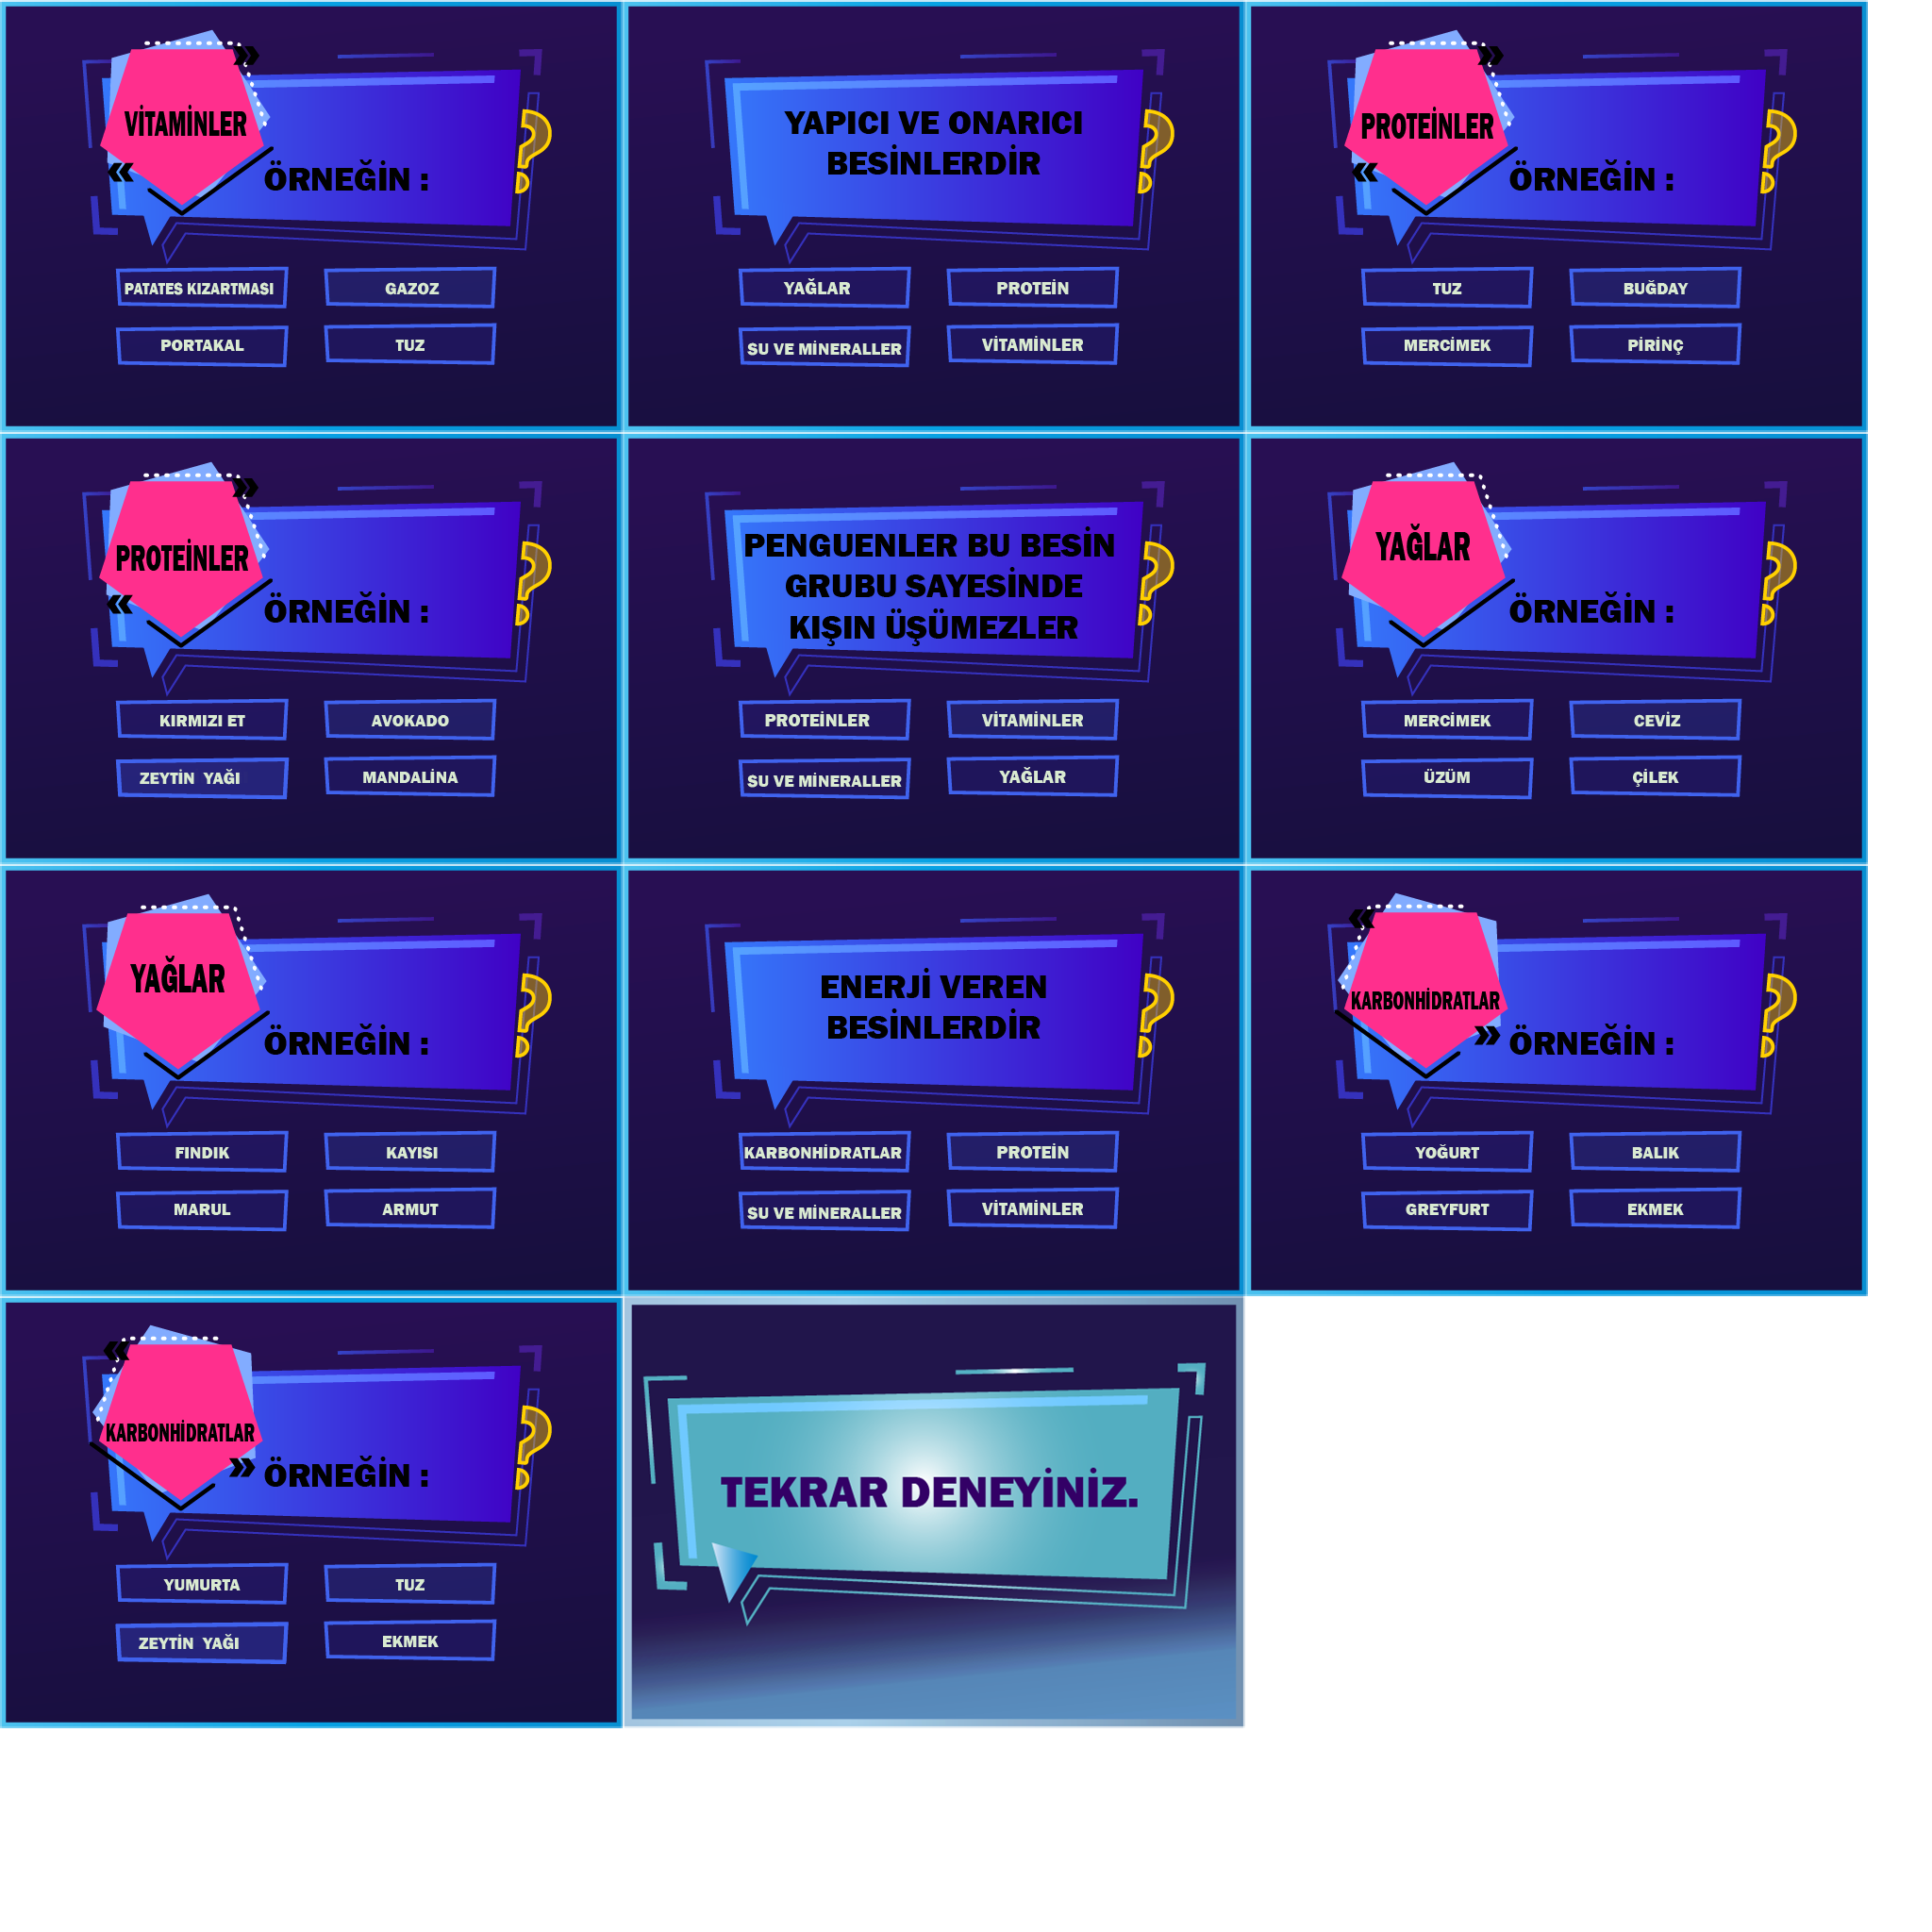 VİTAMİNLER
ÖRNEĞİN :
PATATES KIZARTMASI
GAZOZ
PORTAKAL
TUZ
YAPICI VE ONARICI
BESİNLERDİR
YAĞLAR
PROTEİN
SU VE MİNERALLER
VİTAMİNLER
PROTEİNLER
ÖRNEĞİN :
TUZ
BUĞDAY
MERCİMEK
PİRİNÇ
PROTEİNLER
ÖRNEĞİN :
KIRMIZI ET
AVOKADO
ZEYTİN YAĞI
MANDALİNA
PENGUENLER BU BESİN
GRUBU SAYESİNDE
KIŞIN ÜŞÜMEZLER
PROTEİNLER
VİTAMİNLER
SU VE MİNERALLER
YAĞLAR
YAĞLAR
ÖRNEĞİN :
MERCİMEK
CEVİZ
ÜZÜM
ÇİLEK
YAĞLAR
ÖRNEĞİN :
FINDIK
KAYISI
MARUL
ARMUT
ENERJİ VEREN
BESİNLERDİR
KARBONHİDRATLAR
PROTEİN
SU VE MİNERALLER
VİTAMİNLER
KARBONHİDRATLAR
ÖRNEĞİN :
YOĞURT
BALIK
GREYFURT
EKMEK
KARBONHİDRATLAR
ÖRNEĞİN :
YUMURTA
TUZ
ZEYTİN YAĞI
EKMEK
TEKRAR DENEYİNİZ.